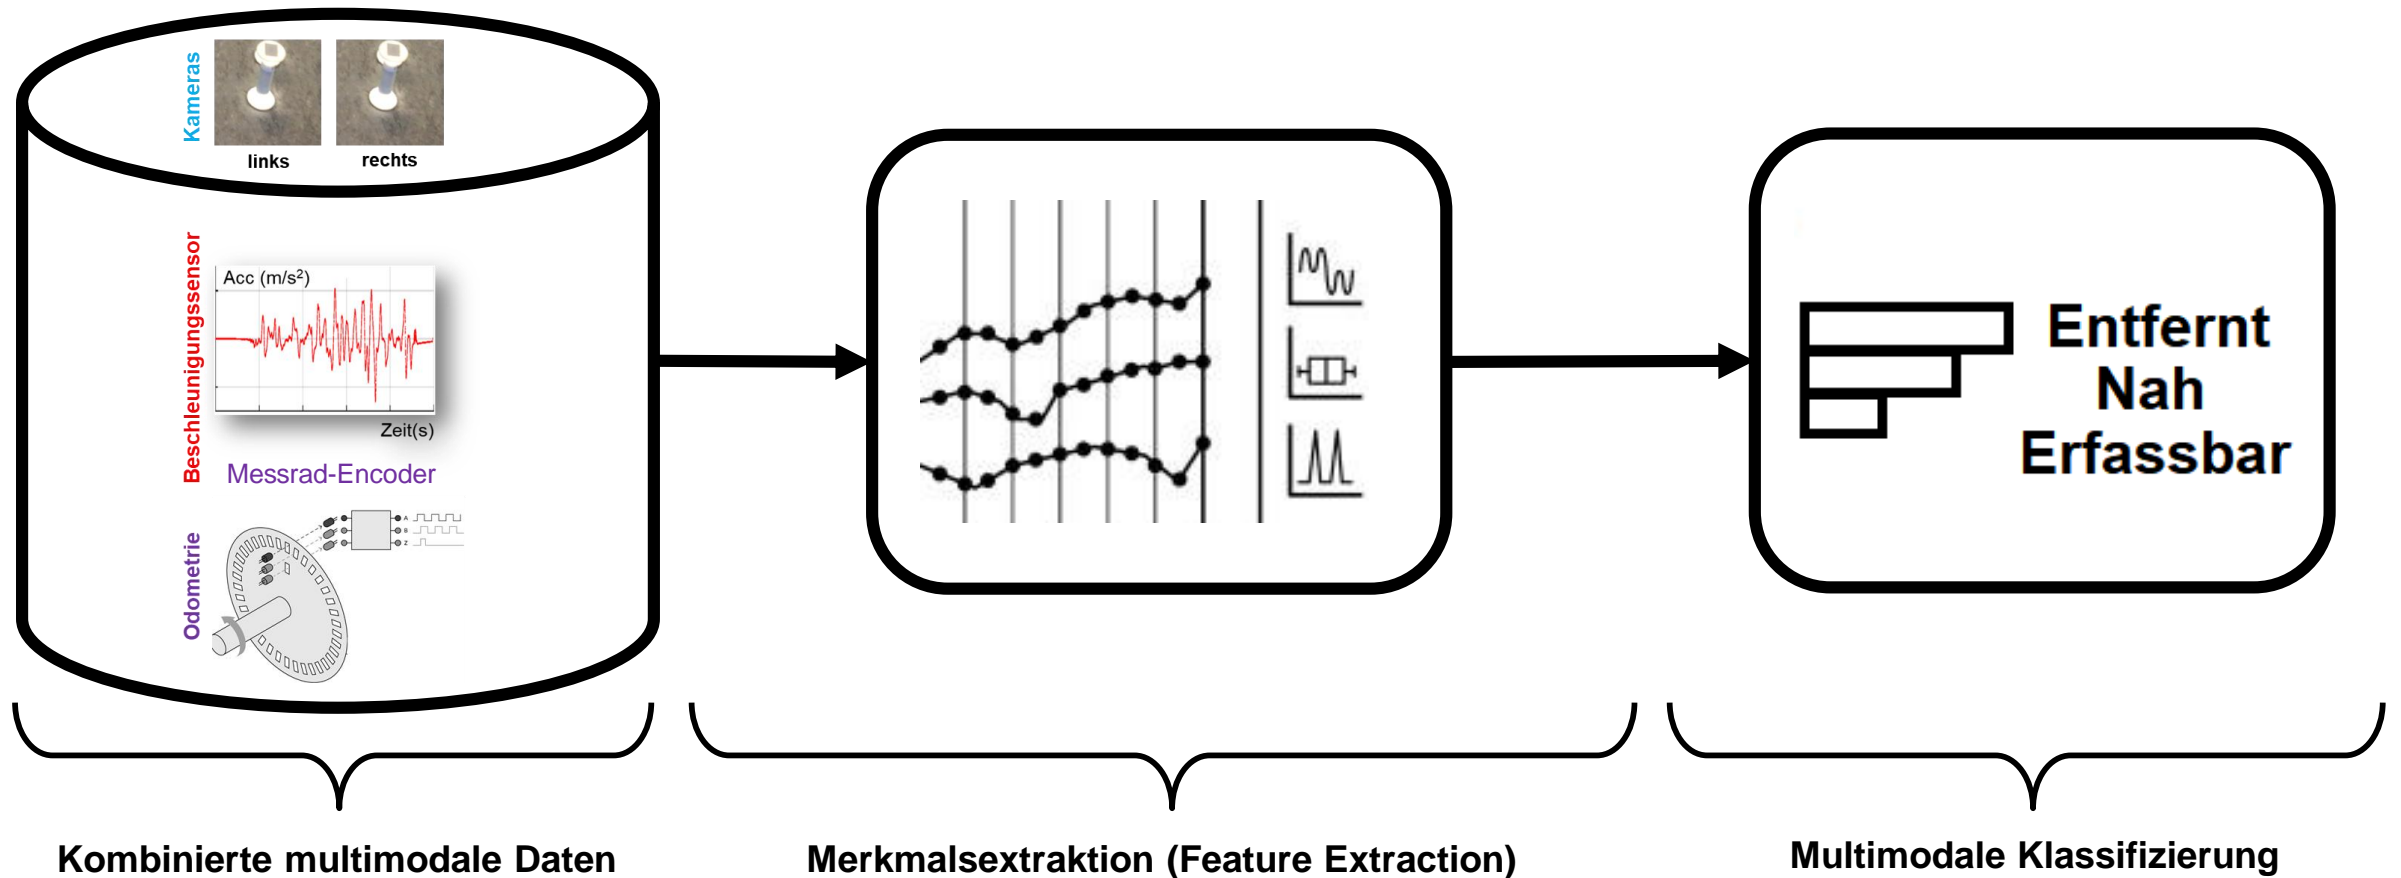 Kameras
links
rechts
Beschleunigungssensor
Acc (m/s²)
Zeit(s)
Messrad-Encoder
Odometrie
A
B
Z
Entfernt
Nah
Erfassbar
Kombinierte multimodale Daten
Merkmalsextraktion (Feature Extraction)
Multimodale Klassifizierung